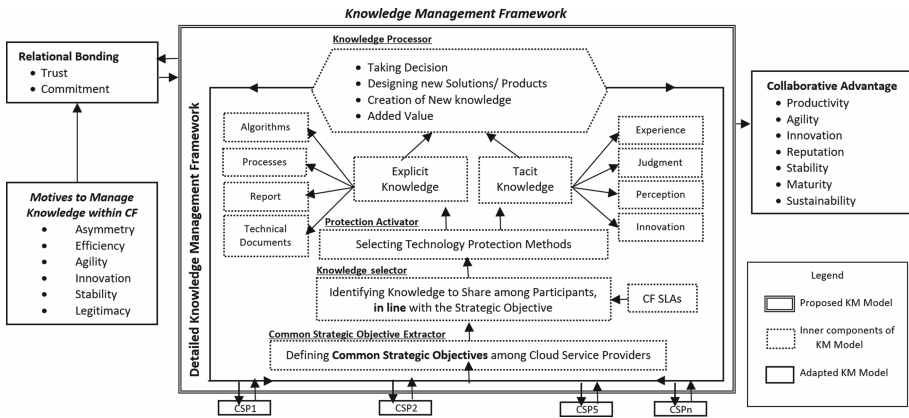 Knowledge Management Framework
Relational Bonding
• Trust
• Commitment
Motives to Manage
Knowledge within CF
• Asymmetry
• Efficiency
• Agility
• Innovation
• Stability
• Legitimacy
Detailed Knowledge Management Framework
Knowledge Processor
• Taking Decision
• Designing new Solutions/ Products
• Creation of New knowledge
• Added Value
Algorithms
Processes
Report
Technical
Documents
Explicit
Knowledge
Tacit
Knowledge
Experience
Judgment
Perception
Innovation
Protection Activator
Selecting Technology Protection Methods
Knowledge selector
Identifying Knowledge to Share among Participants,
in line with the Strategic Objective
CF SLAs
Common Strategic Objective Extractor
Defining Common Strategic Objectives among Cloud Service Providers
CSP1
CSP2
CSP5
CSPn
Collaborative Advantage
• Productivity
• Agility
• Innovation
• Reputation
• Stability
• Maturity
• Sustainability
Legend
Proposed KM Model
Inner components of
KM Model
Adapted KM Model